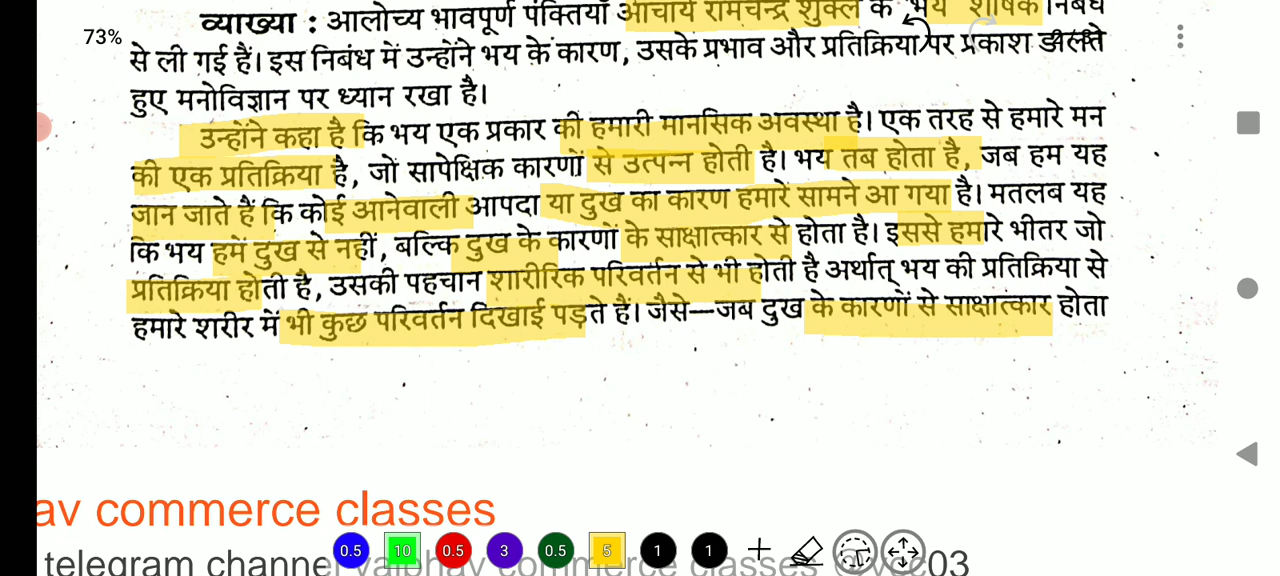 व्याख्या : आलोच्य भावपूर्ण पंक्तियाँ आचार्य रामचन्द्र शुक्ल के भय शीर्षक निबंध
73%
से ली गई हैं। इस निबंध में उन्होंने भय के कारण, उसके प्रभाव और प्रतिक्रिया पर प्रकाश डालते
हुए मनोविज्ञान पर ध्यान रखा है।
उन्होंने कहा है कि भय एक प्रकार की हमारी मानसिक अवस्था है। एक तरह से हमारे मन
की एक प्रतिक्रिया है, जो सापेक्षिक कारणों से उत्पन्न होती है। भय तब होता है, जब हम यह
जान जाते हैं कि कोई आनेवाली आपदा या दुख का कारण हमारे सामने आ गया है। मतलब यह
कि भय हमें दुख से नहीं, बल्कि दुख के कारणों के साक्षात्कार से होता है। इससे हमारे भीतर जो
प्रतिक्रिया होती है, उसकी पहचान शारीरिक परिवर्तन से भी होती है अर्थात् भय की प्रतिक्रिया से
हमारे शरीर में भी कुछ परिवर्तन दिखाई पड़ते हैं। जैसे—जब दुख के कारणों से साक्षात्कार होता
av commerce classes
telegram channel vaibhav commerce classes @vcc03
0.5 10 0.5 3 0.5 5 1 1